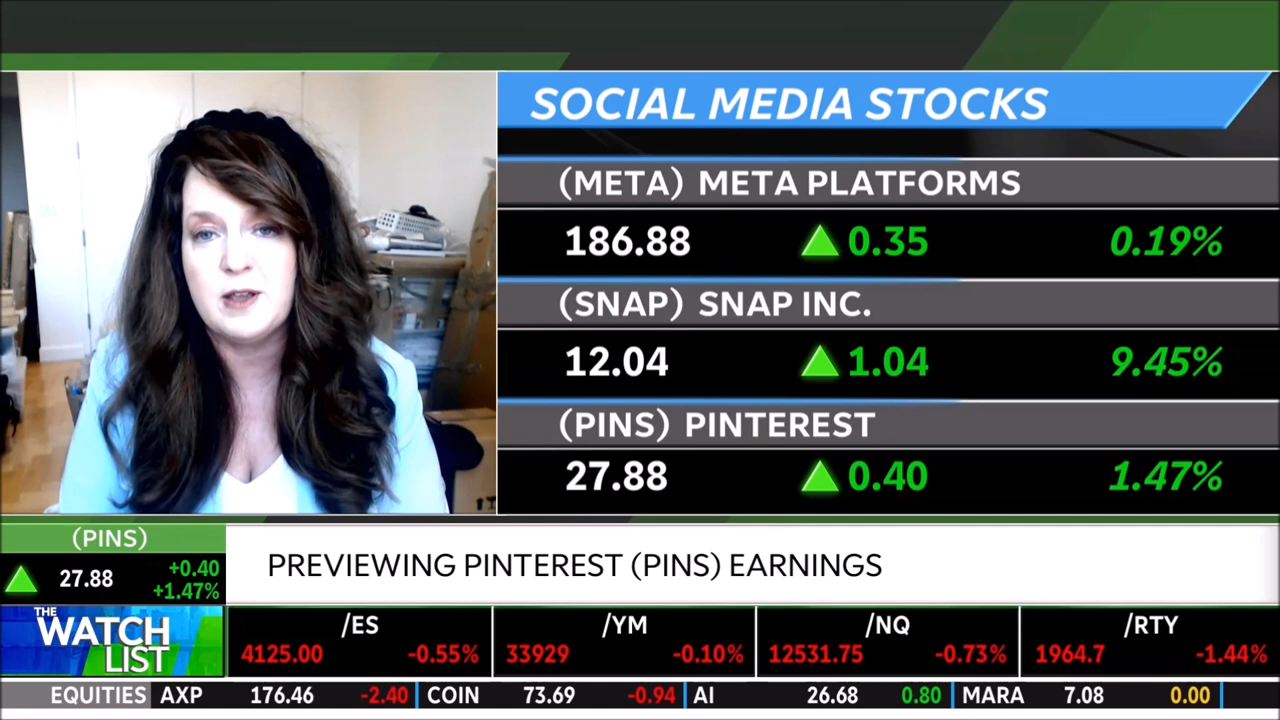 SOCIAL MEDIA STOCKS
(META) META PLATFORMS
186.88 0.35 0.19%
(SNAP) SNAP INC.
12.04 1.04 9.45%
(PINS) PINTEREST
27.88 0.40 1.47%
(PINS)
27.88 +0.40
+1.47%
PREVIEWING PINTEREST (PINS) EARNINGS
THE
WATCH
LIST
/ES /YM /NQ /RTY
4125.00 -0.55% 33929 -0.10% 12531.75 -0.73% 1964.7 -1.44%
EQUITIES AXP 176.46 -2.40 COIN 73.69 -0.94 AI 26.68 0.80 MARA 7.08 0.00